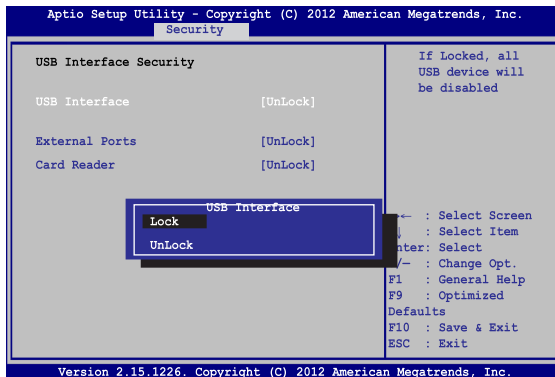 Aptio Setup Utility - Copyright (C) 2012 American Megatrends, Inc.
Security
USB Interface Security
USB Interface [UnLock]
External Ports [UnLock]
Card Reader [UnLock]
USB Interface
Lock
UnLock
If Locked, all
USB device will
be disabled
← : Select Screen
: Select Item
nter: Select
/— : Change Opt.
F1 : General Help
F9 : Optimized
Defaults
F10 : Save & Exit
ESC : Exit
Version 2.15.1226. Copyright (C) 2012 American Megatrends, Inc.